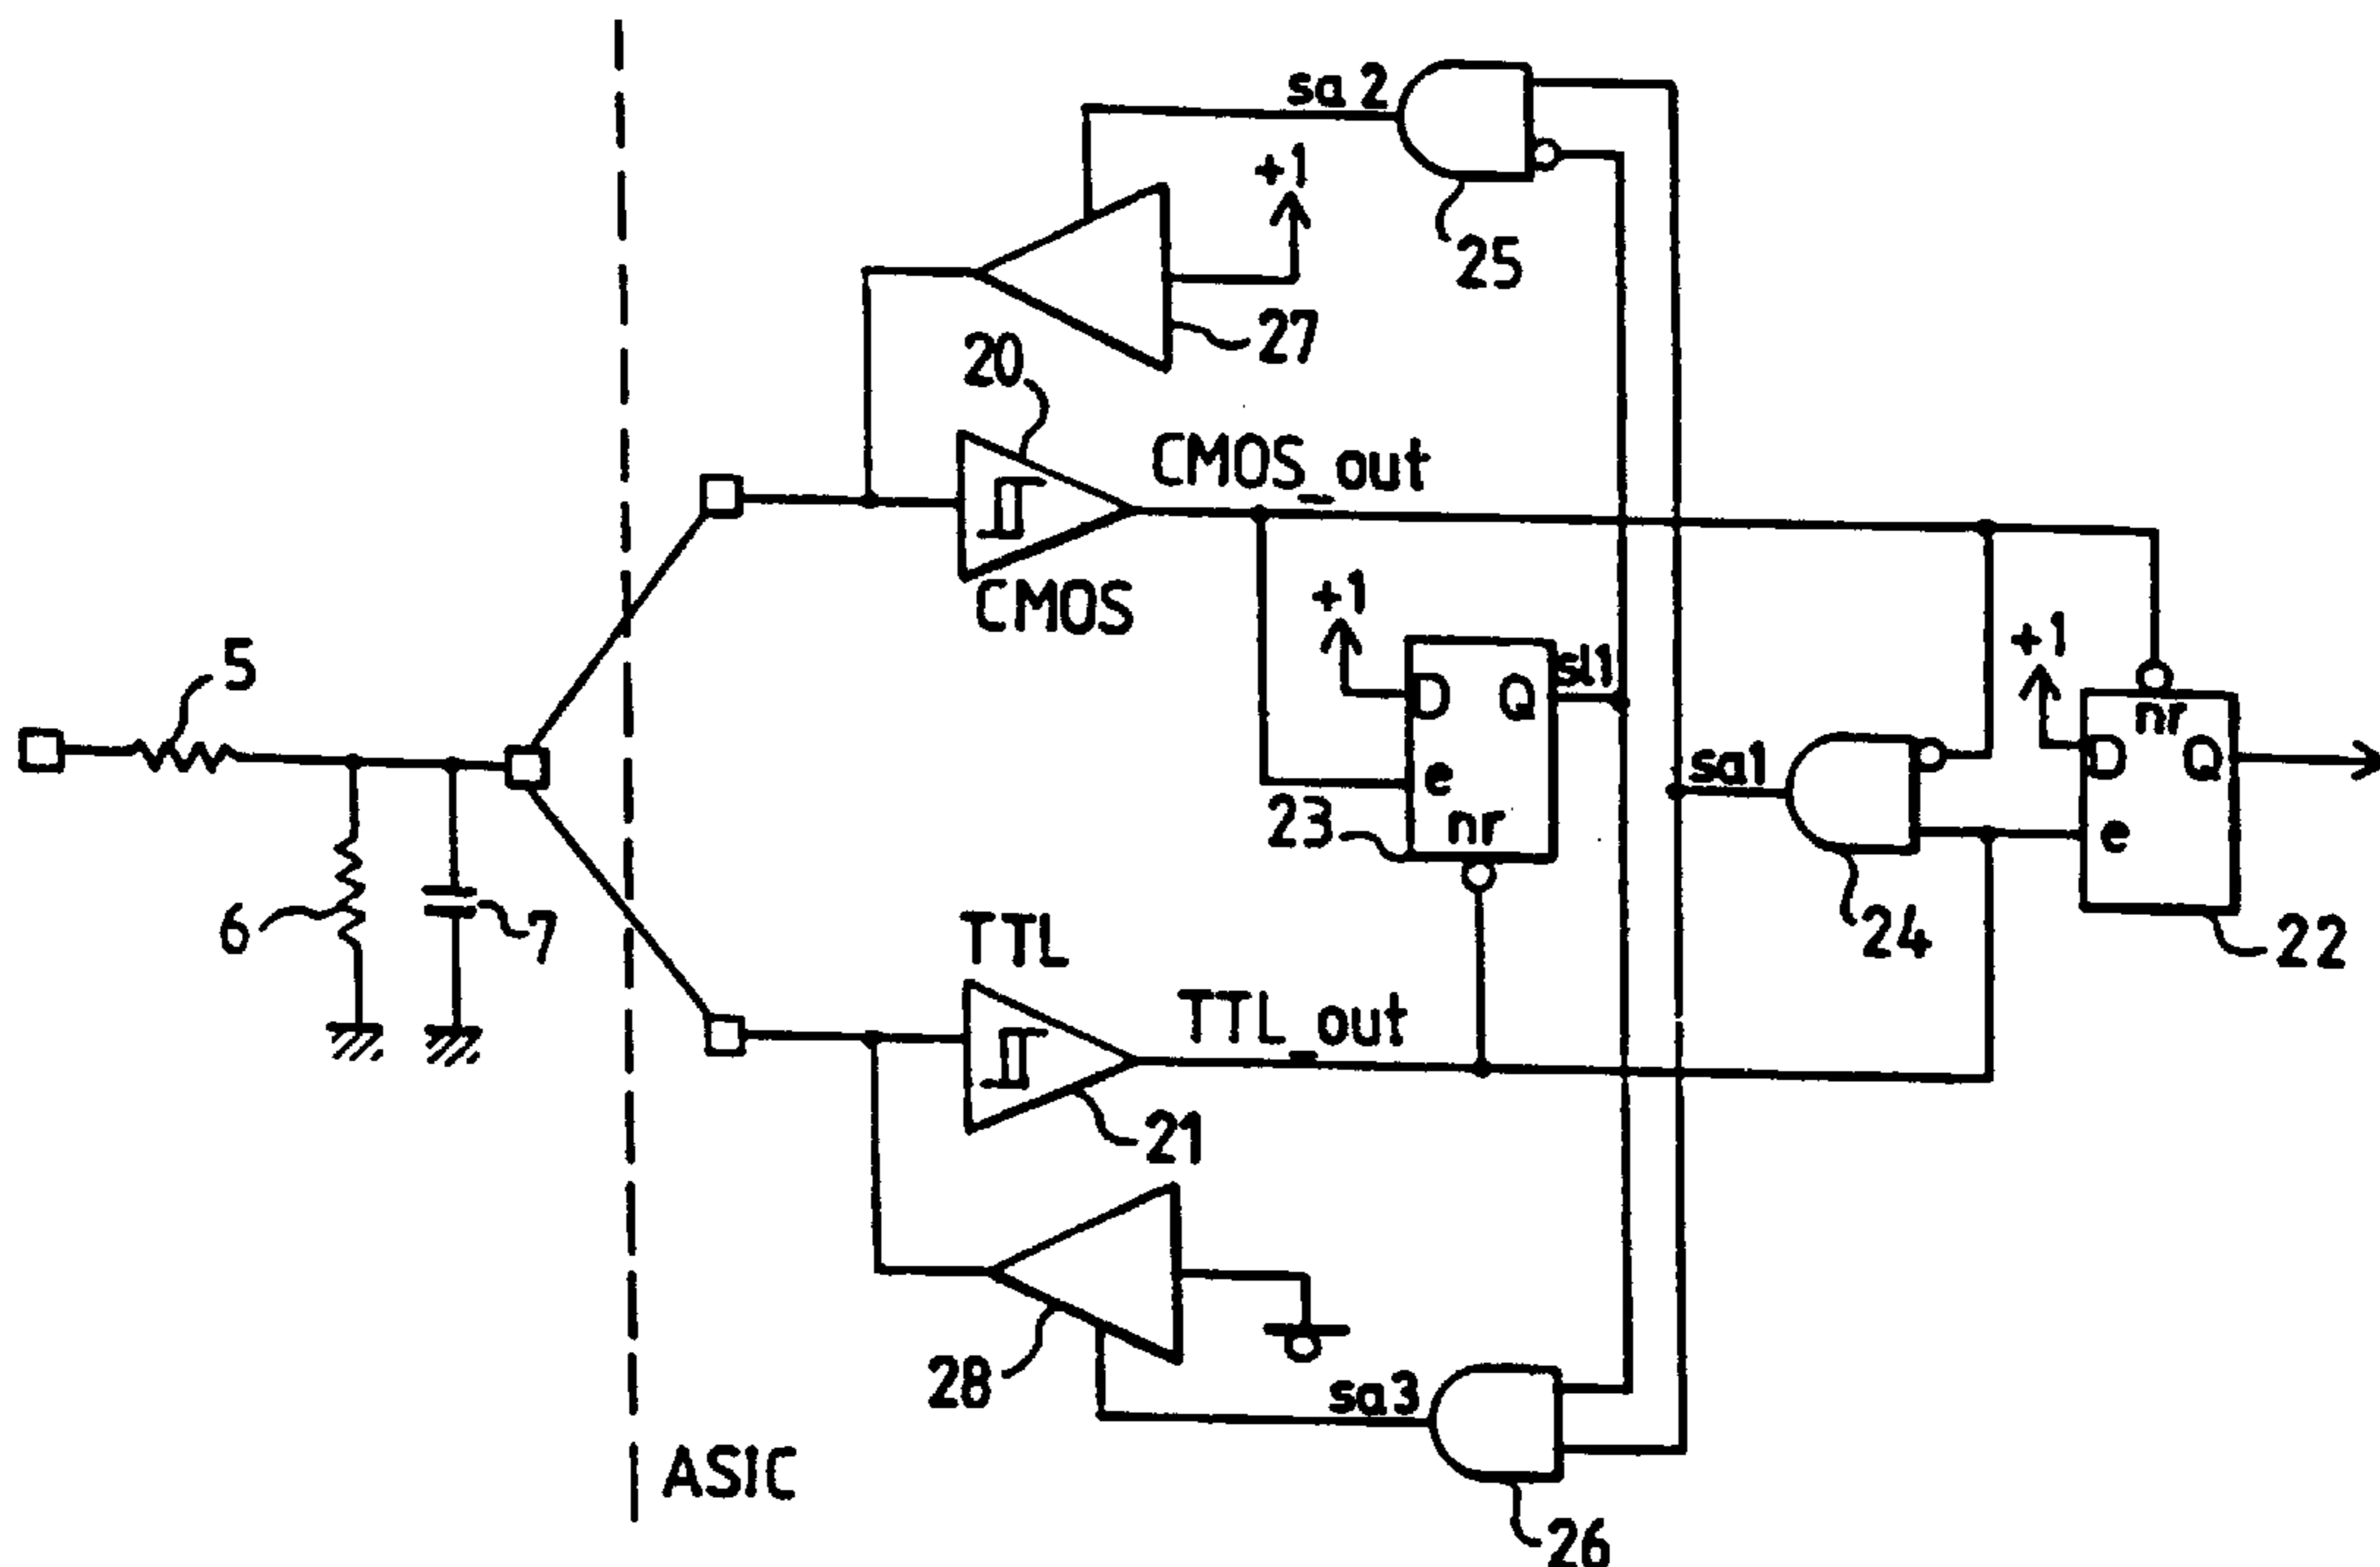 sa 2
+1
25
27
20
CMOS_out
CMOS
+1
sl1
D
Q
e
nr
23
5
6
7
+1
nr
D
Q
e
sa1
24
22
TTL
TTL_out
21
28
sa3
26
ASIC